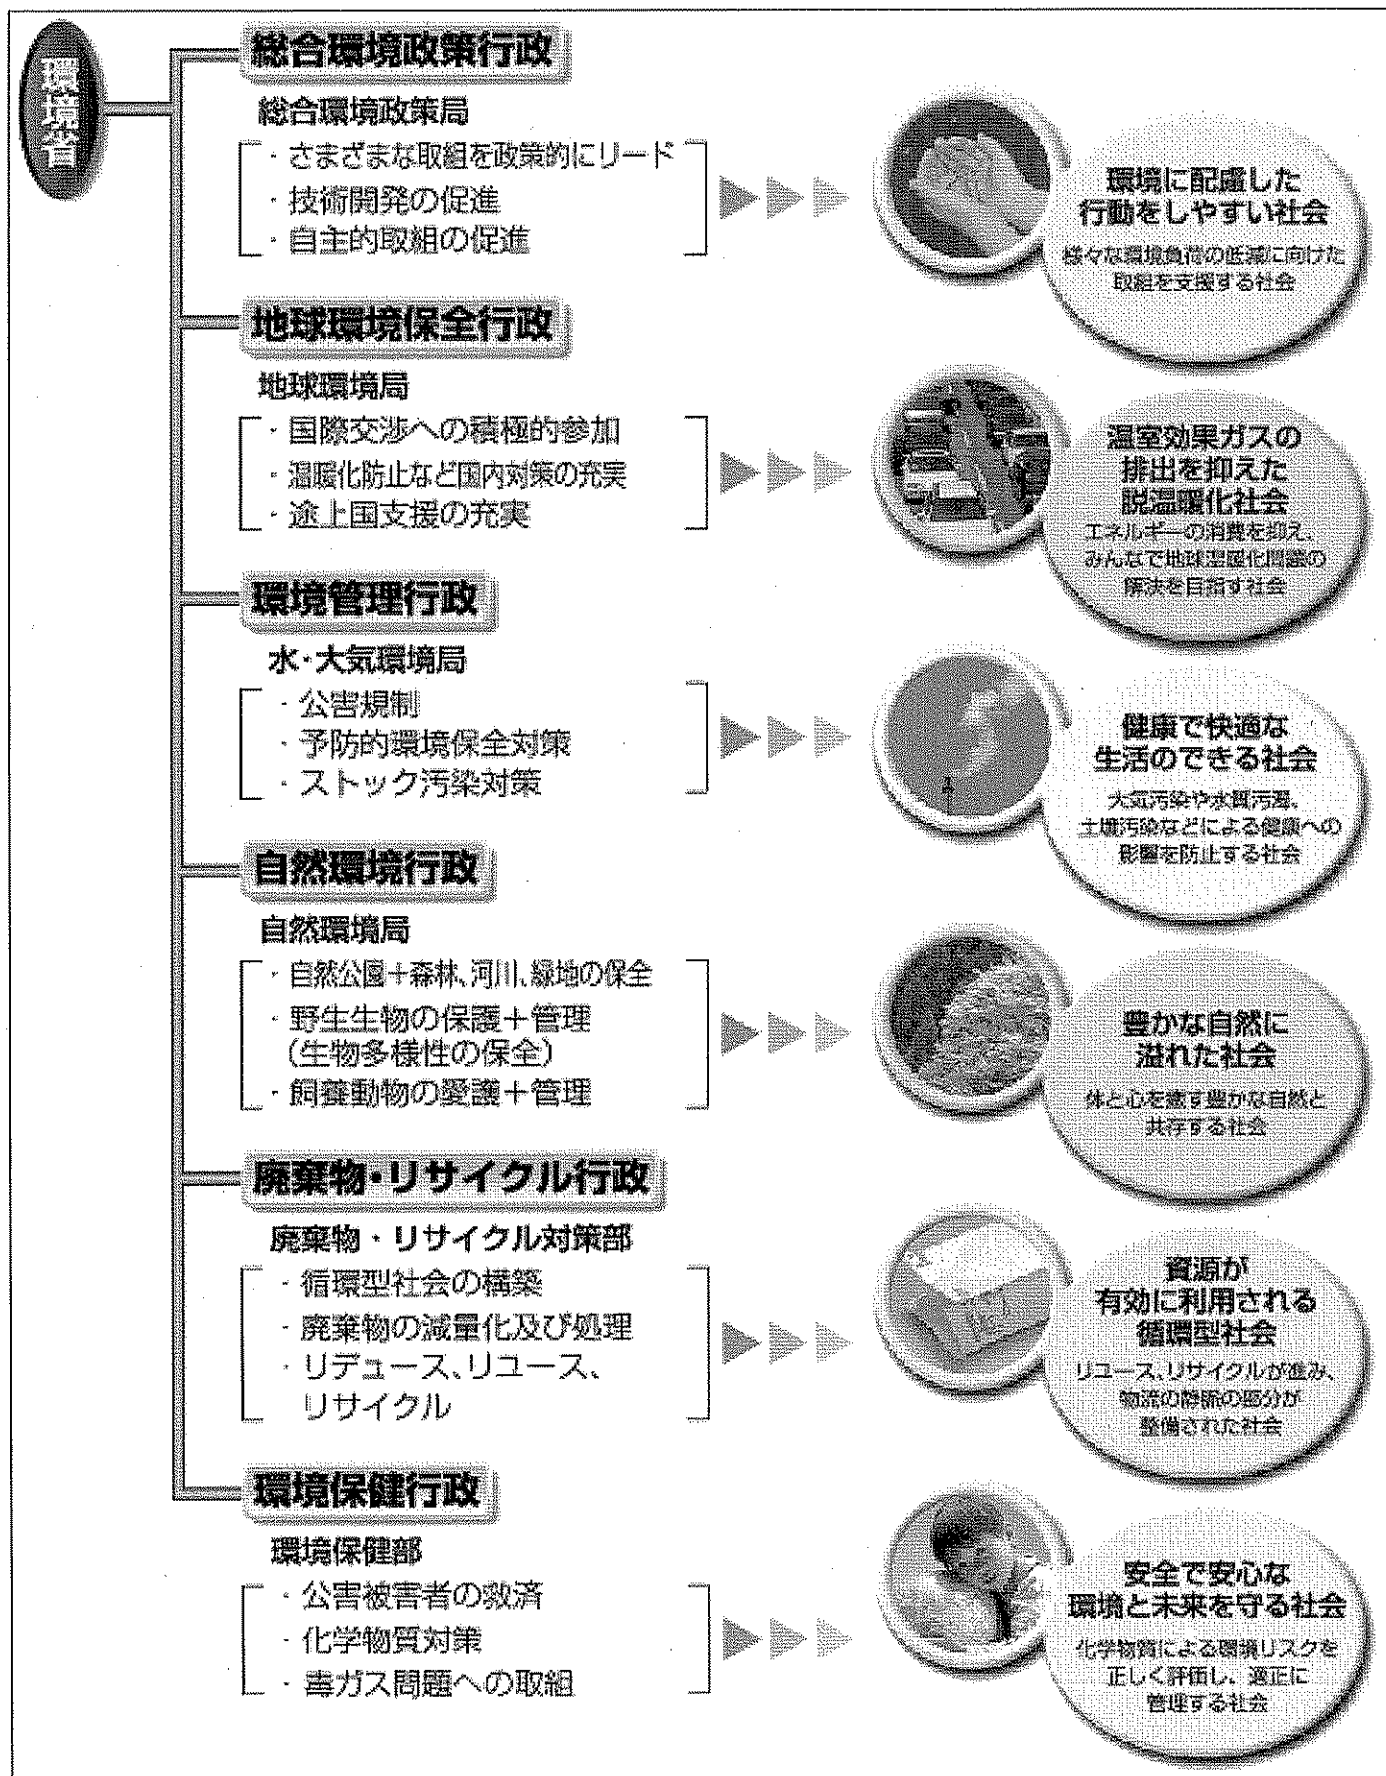 環境省
総合環境政策行政
総合環境政策局
・さまざまな取組を政策的にリード
・技術開発の促進
・自主的取組の促進
環境に配慮した
行動をしやすい社会
様々な環境負荷の低減に向けた
取組を支援する社会
地球環境保全行政
地球環境局
・国際交渉への積極的参加
・温暖化防止など国内対策の充実
・途上国支援の充実
温室効果ガスの
排出を抑えた
脱温暖化社会
エネルギーの消費を抑え、
みんなで地球温暖化問題の
解決を目指す社会
環境管理行政
水・大気環境局
・公害規制
・予防的環境保全対策
・ストック汚染対策
健康で快適な
生活のできる社会
大気汚染や水質汚濁、
土壌汚染などによる健康への
影響を防止する社会
自然環境行政
自然環境局
・自然公園＋森林、河川、緑地の保全
・野生生物の保護＋管理
(生物多様性の保全)
・飼養動物の愛護＋管理
豊かな自然に
溢れた社会
体と心を癒す豊かな自然と
共存する社会
廃棄物・リサイクル行政
廃棄物・リサイクル対策部
・循環型社会の構築
・廃棄物の減量化及び処理
・リデュース、リユース、
リサイクル
資源が
有効に利用される
循環型社会
リユース、リサイクルが進み、
物流の静脈の部分が
整備された社会
環境保健行政
環境保健部
・公害被害者の救済
・化学物質対策
・毒ガス問題への取組
安全で安心な
環境と未来を守る社会
化学物質による環境リスクを
正しく評価し、適正に
管理する社会